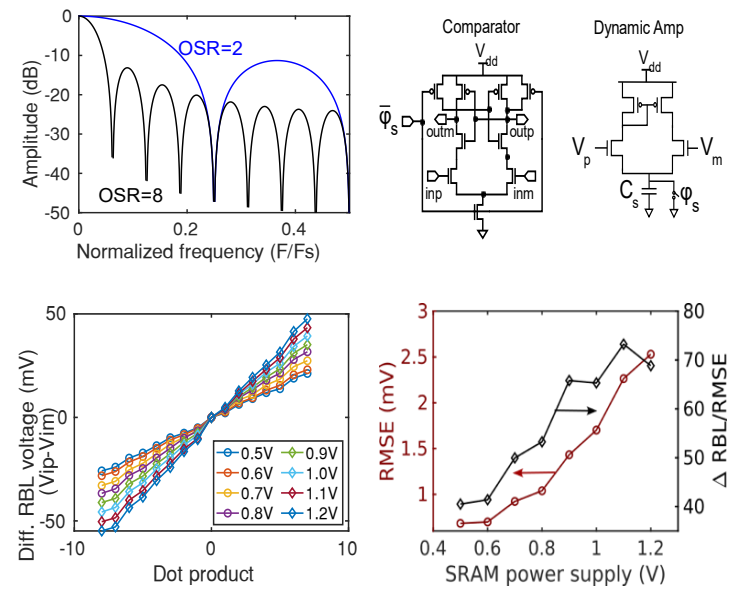 0
-10
-20
-30
-40
-50
Amplitude (dB)
OSR=2
OSR=8
0
0.2
0.4
Normalized frequency (F/Fs)
Comparator
Vdd
φ̅s
outm
outp
inp
inm
Dynamic Amp
Vdd
Vp
Vm
Cs
φs
50
0
-50
Diff. RBL voltage (mV)
(Vip-Vim)
0.5V
0.6V
0.7V
0.8V
0.9V
1.0V
1.1V
1.2V
-10
0
10
Dot product
3
2.5
2
1.5
1
RMSE (mV)
80
70
60
50
40
△ RBL/RMSE
0.4
0.6
0.8
1
1.2
SRAM power supply (V)